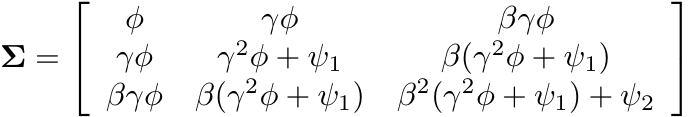 Σ = [ ϕ γϕ βγϕ
γϕ γ²ϕ + ψ₁ β(γ²ϕ + ψ₁)
βγϕ β(γ²ϕ + ψ₁) β²(γ²ϕ + ψ₁) + ψ₂ ]